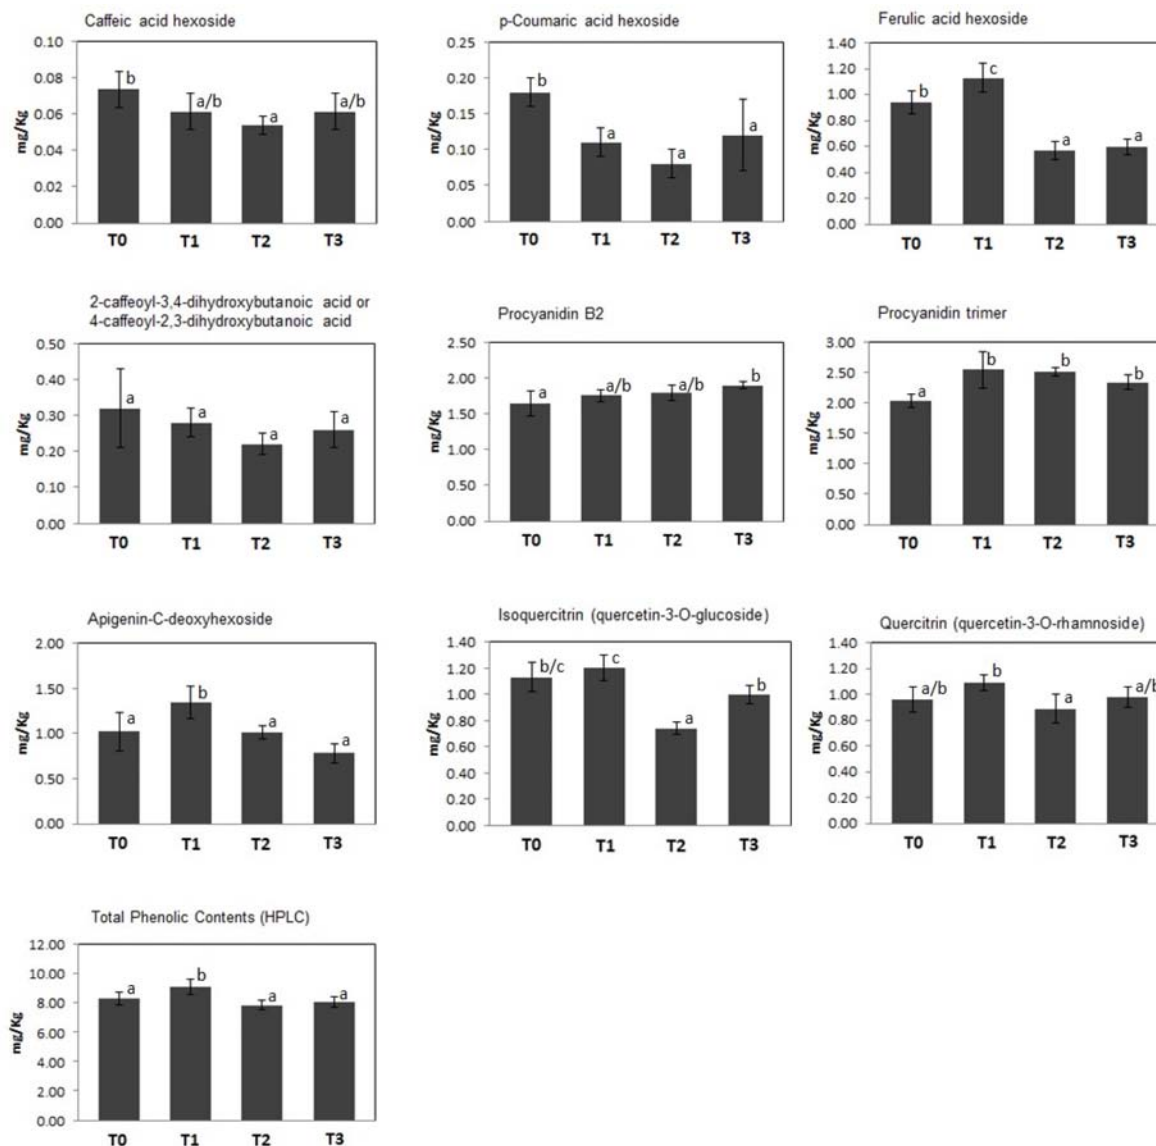 Caffeic acid hexoside
0.10
0.08
0.06
0.04
0.02
0.00
mg/Kg
b
a/b
a
a/b
T0 T1 T2 T3
p-Coumaric acid hexoside
0.25
0.20
0.15
0.10
0.05
0.00
mg/Kg
b
a
a
a
T0 T1 T2 T3
Ferulic acid hexoside
1.40
1.20
1.00
0.80
0.60
0.40
0.20
0.00
mg/Kg
b
c
a
a
T0 T1 T2 T3
2-caffeoyl-3,4-dihydroxybutanoic acid or
4-caffeoyl-2,3-dihydroxybutanoic acid
0.50
0.40
0.30
0.20
0.10
0.00
mg/Kg
a
a
a
a
T0 T1 T2 T3
Procyanidin B2
2.50
2.00
1.50
1.00
0.50
0.00
mg/Kg
a
a/b
a/b
b
T0 T1 T2 T3
Procyanidin trimer
3.00
2.50
2.00
1.50
1.00
0.50
0.00
mg/Kg
a
b
b
b
T0 T1 T2 T3
Apigenin-C-deoxyhexoside
2.00
1.50
1.00
0.50
0.00
mg/Kg
a
b
a
a
T0 T1 T2 T3
Isoquercitrin (quercetin-3-O-glucoside)
1.40
1.20
1.00
0.80
0.60
0.40
0.20
0.00
mg/Kg
b/c
c
a
b
T0 T1 T2 T3
Quercitrin (quercetin-3-O-rhamnoside)
1.40
1.20
1.00
0.80
0.60
0.40
0.20
0.00
mg/Kg
a/b
b
a
a/b
T0 T1 T2 T3
Total Phenolic Contents (HPLC)
12.00
10.00
8.00
6.00
4.00
2.00
0.00
mg/Kg
a
b
a
a
T0 T1 T2 T3